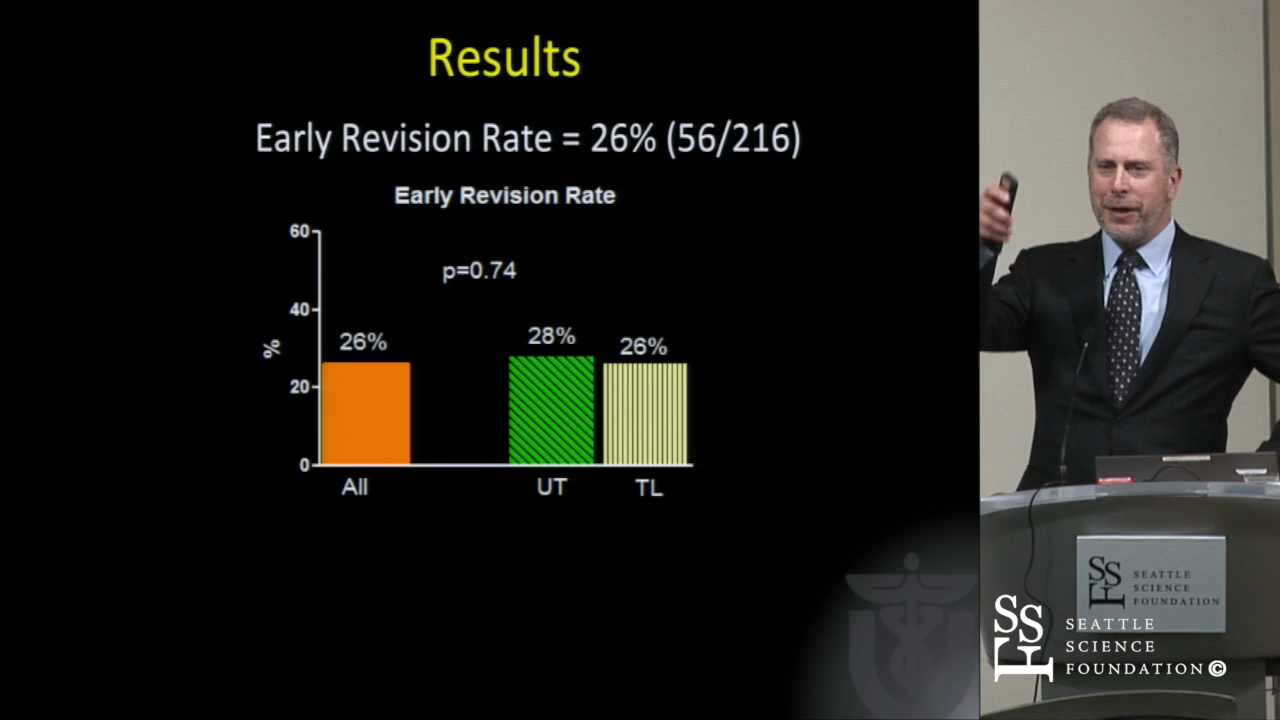 Results
Early Revision Rate = 26% (56/216)
Early Revision Rate
60
p=0.74
40
%
26%
28%
26%
20
0
All
UT
TL
SSF
SEATTLE
SCIENCE
FOUNDATION
SSF
SEATTLE
SCIENCE
FOUNDATION©